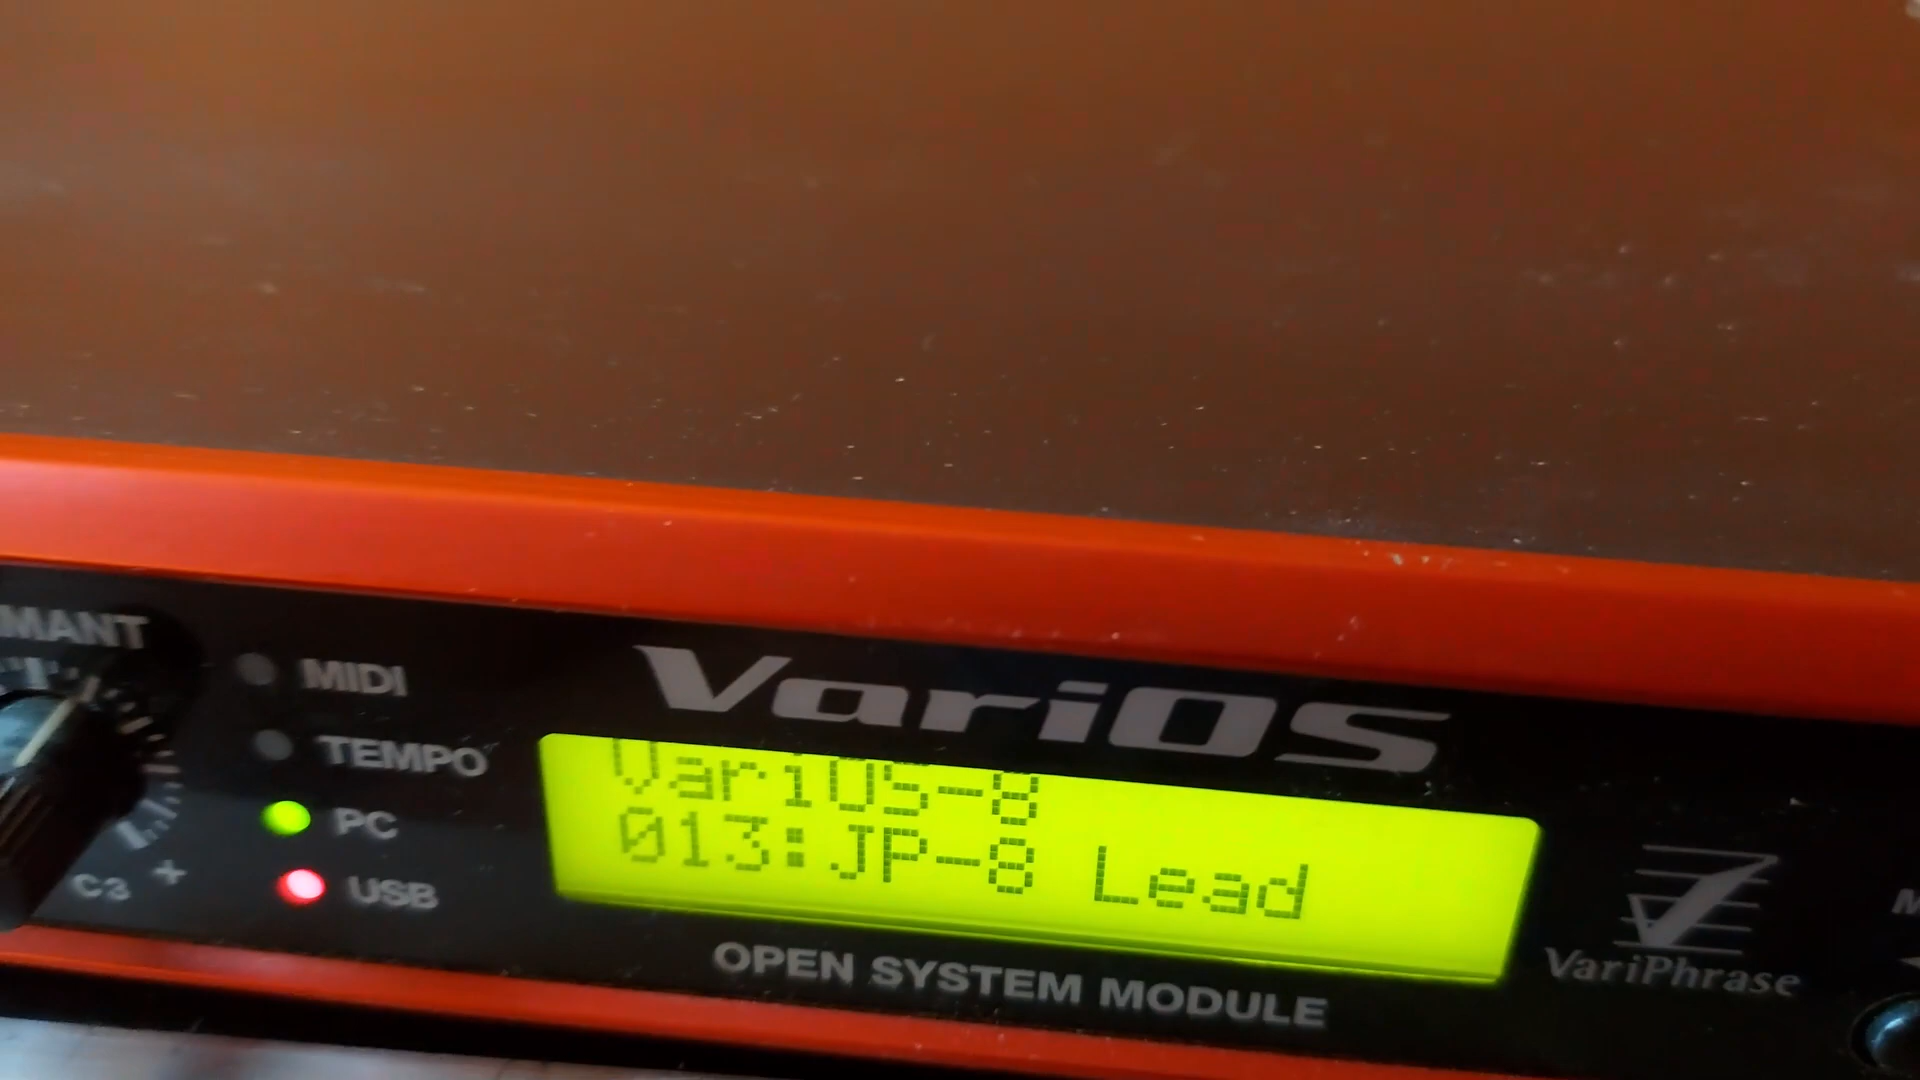 MANT
MIDI
TEMPO
PC
USB
C3 +
VariOS
VariOS-8
013:JP-8 Lead
OPEN SYSTEM MODULE
VariPhrase
M